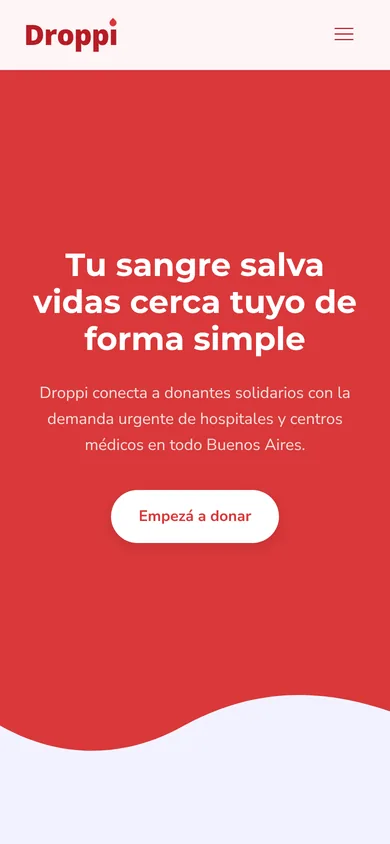 Droppi
Tu sangre salva
vidas cerca tuyo de
forma simple
Droppi conecta a donantes solidarios con la
demanda urgente de hospitales y centros
médicos en todo Buenos Aires.
Empezá a donar